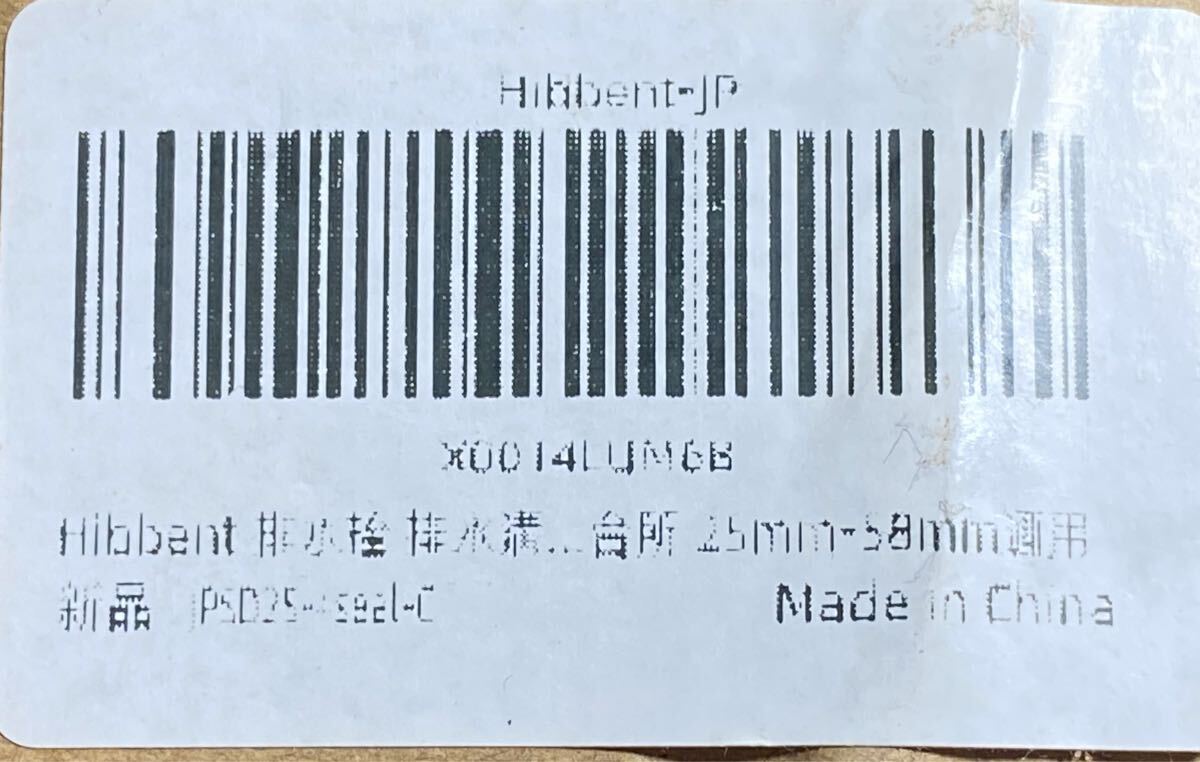 Hibbent-JP
X0014LUM6B
Hibbent 排水栓 排水溝...台所 25mm-58mm適用
新品 JPSD25-4seal-C
Made in China